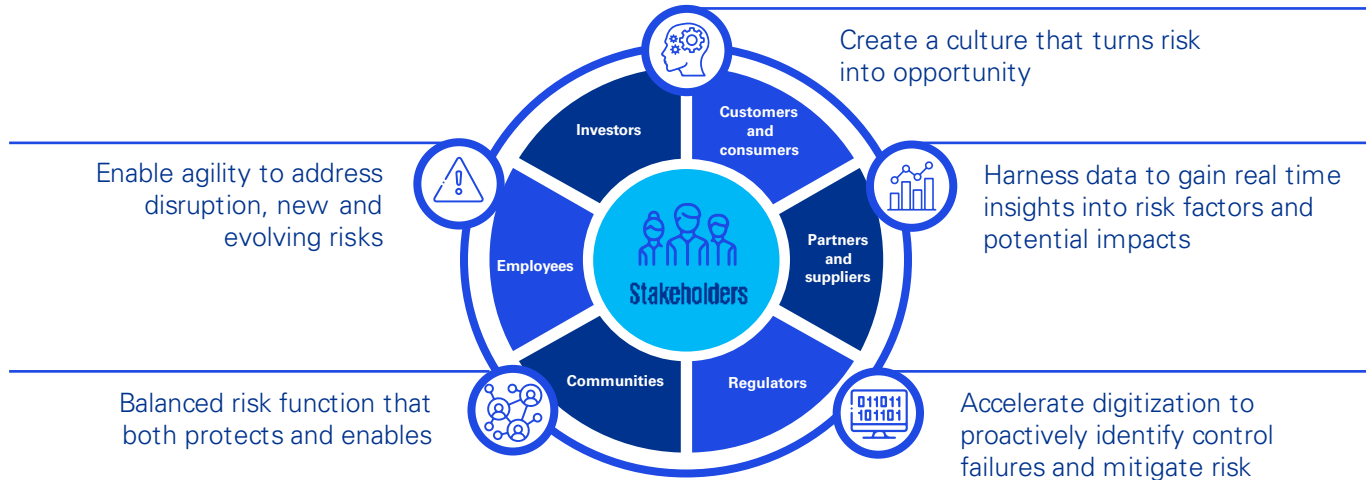 Create a culture that turns risk
into opportunity
Harness data to gain real time
insights into risk factors and
potential impacts
Accelerate digitization to
proactively identify control
failures and mitigate risk
Balanced risk function that
both protects and enables
Enable agility to address
disruption, new and
evolving risks
Investors
Customers
and
consumers
Partners
and
suppliers
Regulators
Communities
Employees
Stakeholders
011011
101101